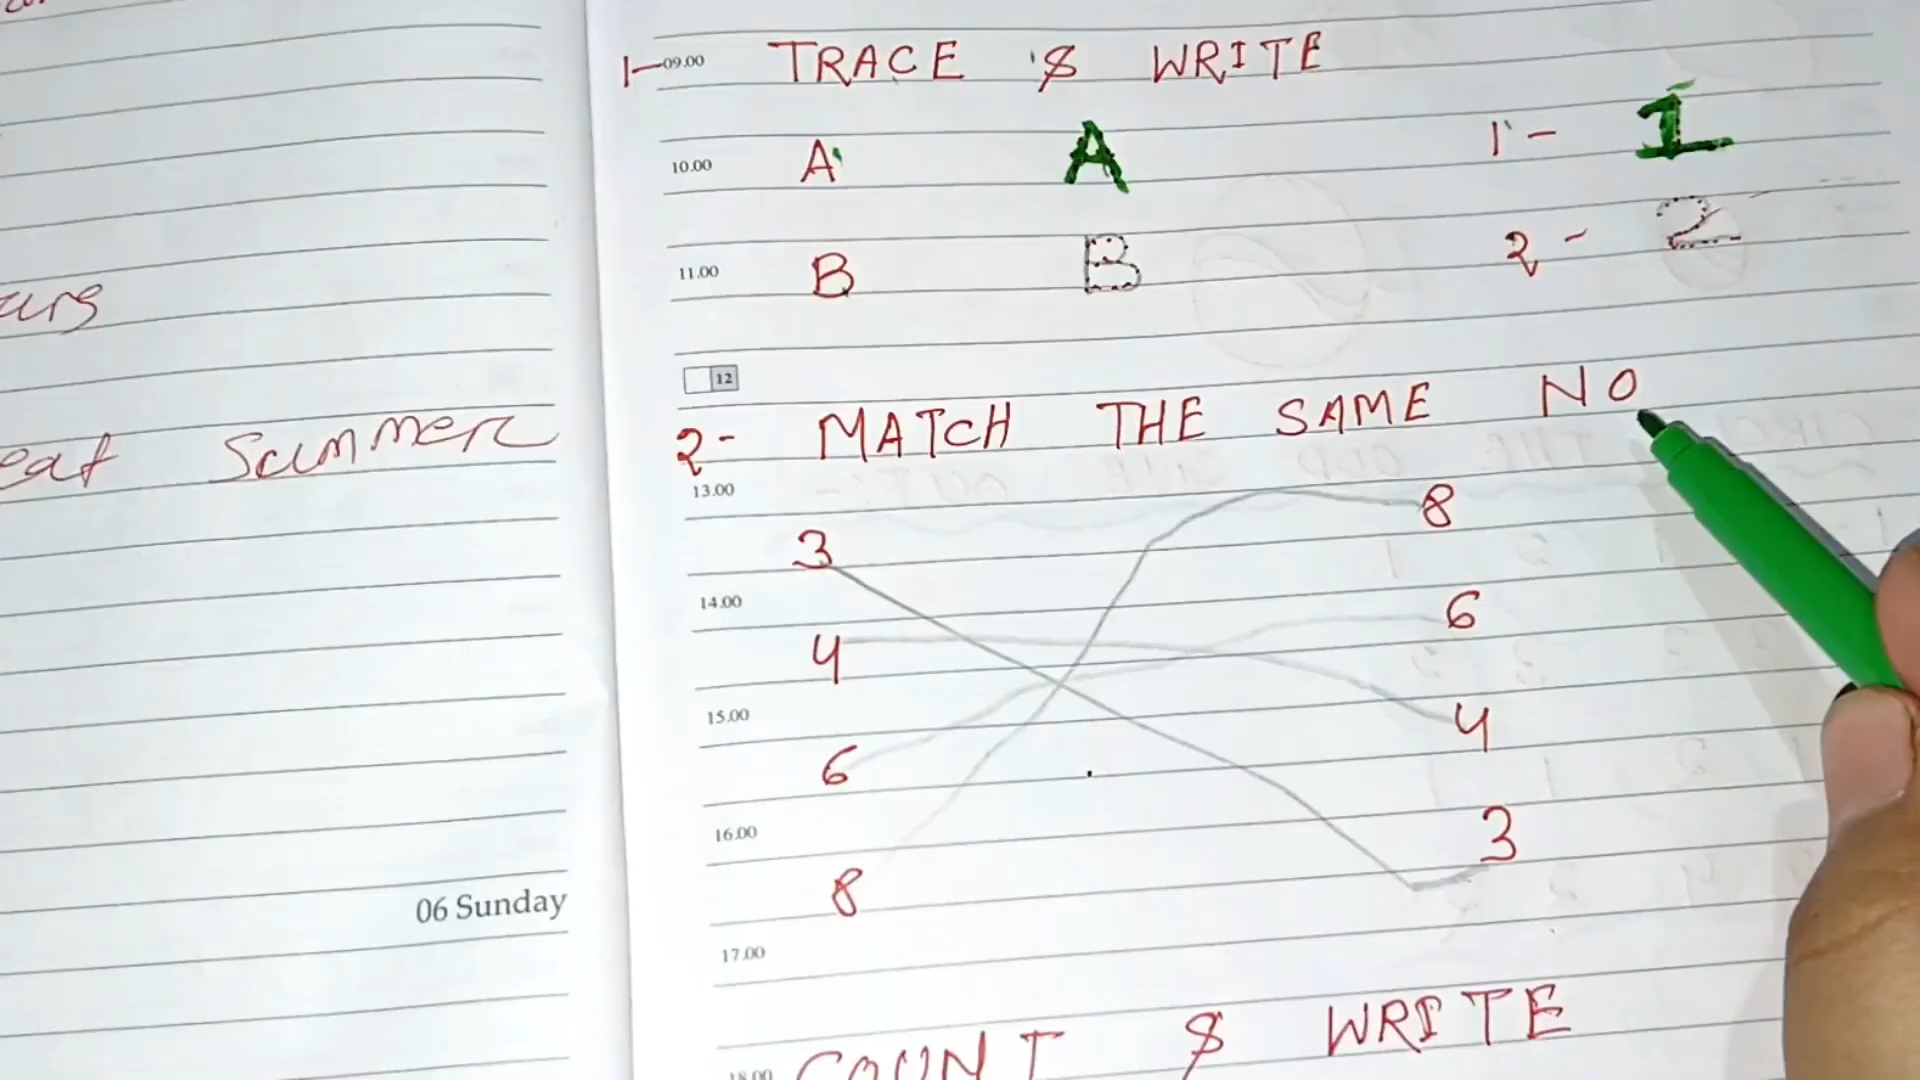 urs
eat Summer
06 Sunday
1- 09.00 TRACE & WRITE
10.00 A A 1- 1
11.00 B B 2- 2
12
2- MATCH THE SAME NO
13.00
3 8
14.00
4 6
15.00
6 4
16.00
8 3
17.00
COUNT & WRITE
18.00